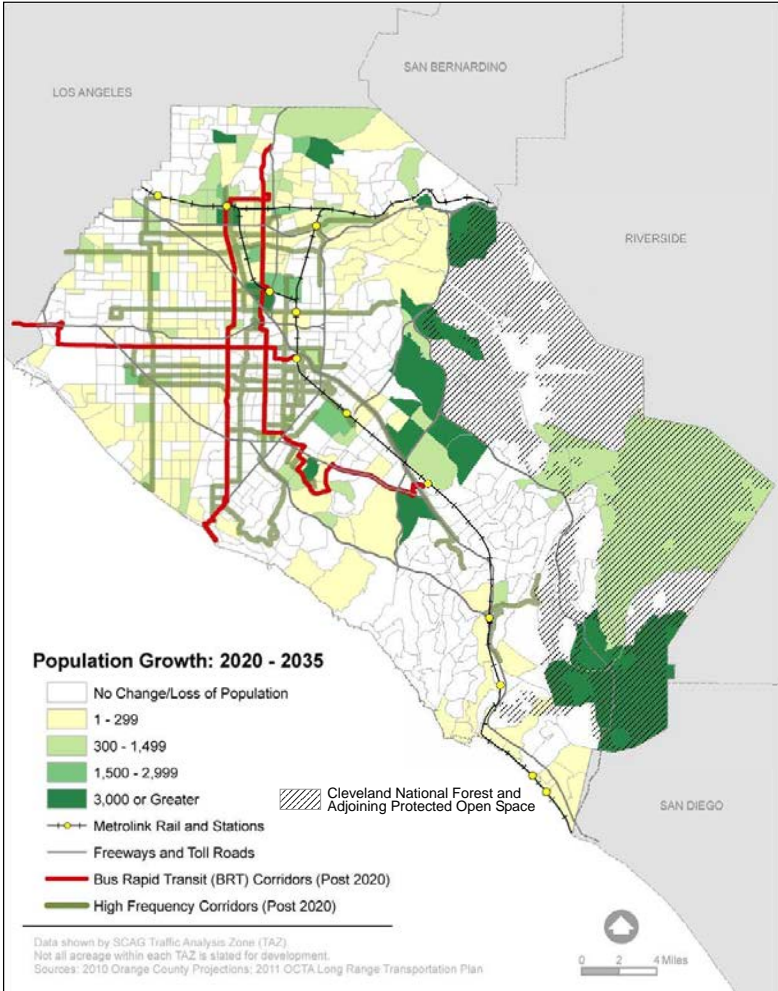 SAN BERNARDINO
LOS ANGELES
RIVERSIDE
Population Growth: 2020 - 2035
No Change/Loss of Population
1 - 299
300 - 1,499
1,500 - 2,999
3,000 or Greater
Cleveland National Forest and
Adjoining Protected Open Space
SAN DIEGO
Metrolink Rail and Stations
Freeways and Toll Roads
Bus Rapid Transit (BRT) Corridors (Post 2020)
High Frequency Corridors (Post 2020)
Data shown by SCAG Traffic Analysis Zone (TAZ).
Not all acreage within each TAZ is slated for development.
Sources: 2010 Orange County Projections; 2011 OCTA Long Range Transportation Plan
0 2 4 Miles